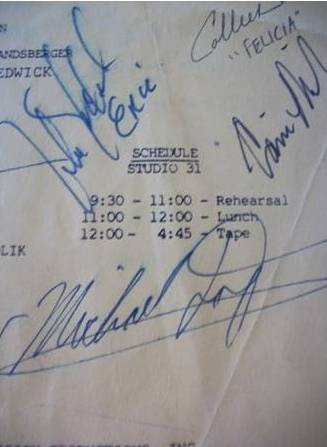 N
ANDSBERGER
EDWICK
"FELICIA"
Eric
SCHEDULE
STUDIO 31
9:30 - 11:00 - Rehearsal
11:00 - 12:00 - Lunch
12:00 - 4:45 - Tape
LIK
Michael